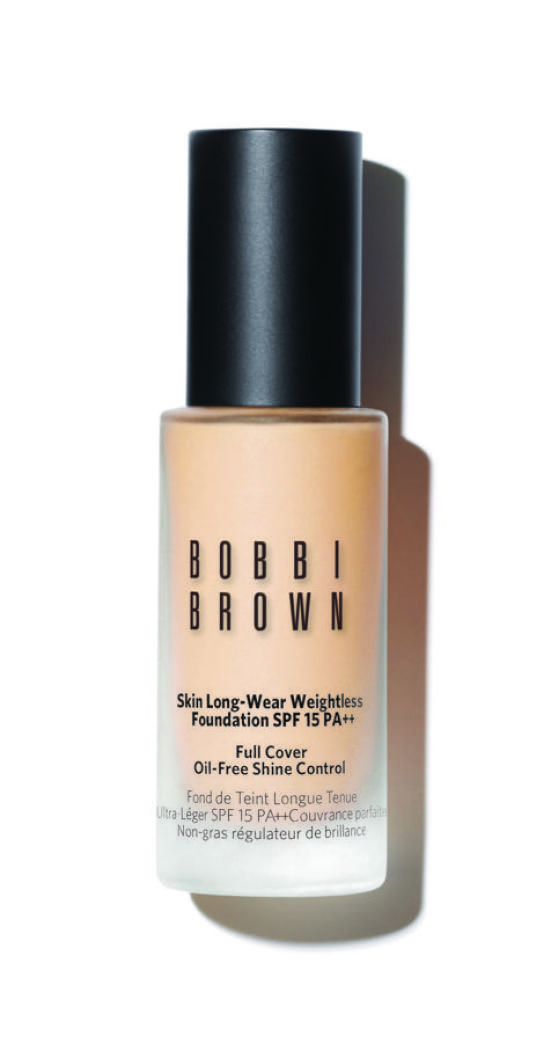 BOBBI
BROWN
Skin Long-Wear Weightless
Foundation SPF 15 PA++
Full Cover
Oil-Free Shine Control
Fond de Teint Longue Tenue
Ultra-Léger SPF 15 PA++Couvrance parfaite
Non-gras régulateur de brillance